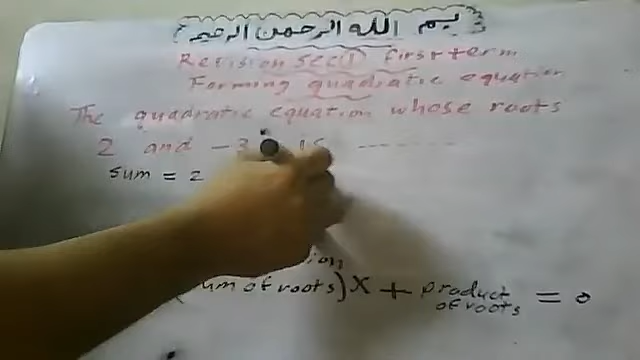 بسم الله الرحمن الرحيم
Revision sec(1) first term
Forming quadratic equation
The quadratic equation whose roots
2 and -3 is -------
sum = 2
of roots)X + product of roots = 0